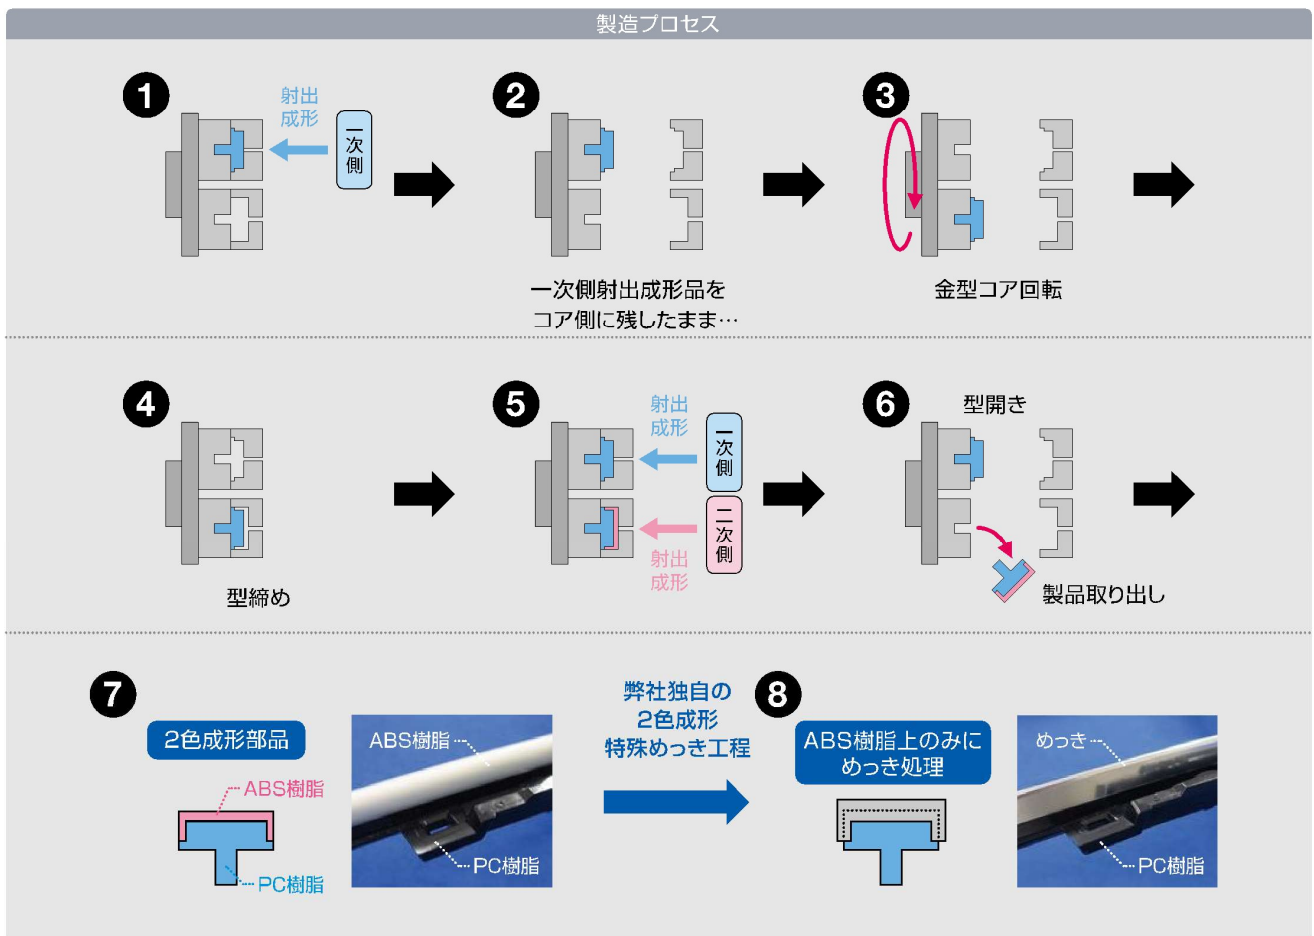 製造プロセス
1
射出
成形
一次側
2
一次側射出成形品を
コア側に残したまま…
3
金型コア回転
4
型締め
5
射出
成形
一次側
二次側
射出
成形
6
型開き
製品取り出し
7
2色成形部品
ABS樹脂
PC樹脂
ABS樹脂
PC樹脂
弊社独自の
2色成形
特殊めっき工程
8
ABS樹脂上のみに
めっき処理
めっき
PC樹脂